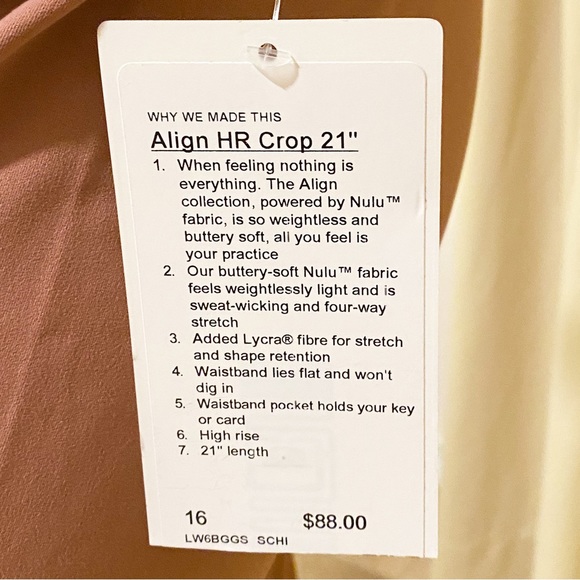 WHY WE MADE THIS
Align HR Crop 21"
1. When feeling nothing is
everything. The Align
collection, powered by Nulu™
fabric, is so weightless and
buttery soft, all you feel is
your practice
2. Our buttery-soft Nulu™ fabric
feels weightlessly light and is
sweat-wicking and four-way
stretch
3. Added Lycra® fibre for stretch
and shape retention
4. Waistband lies flat and won't
dig in
5. Waistband pocket holds your key
or card
6. High rise
7. 21" length
16 $88.00
LW6BGGS SCHI